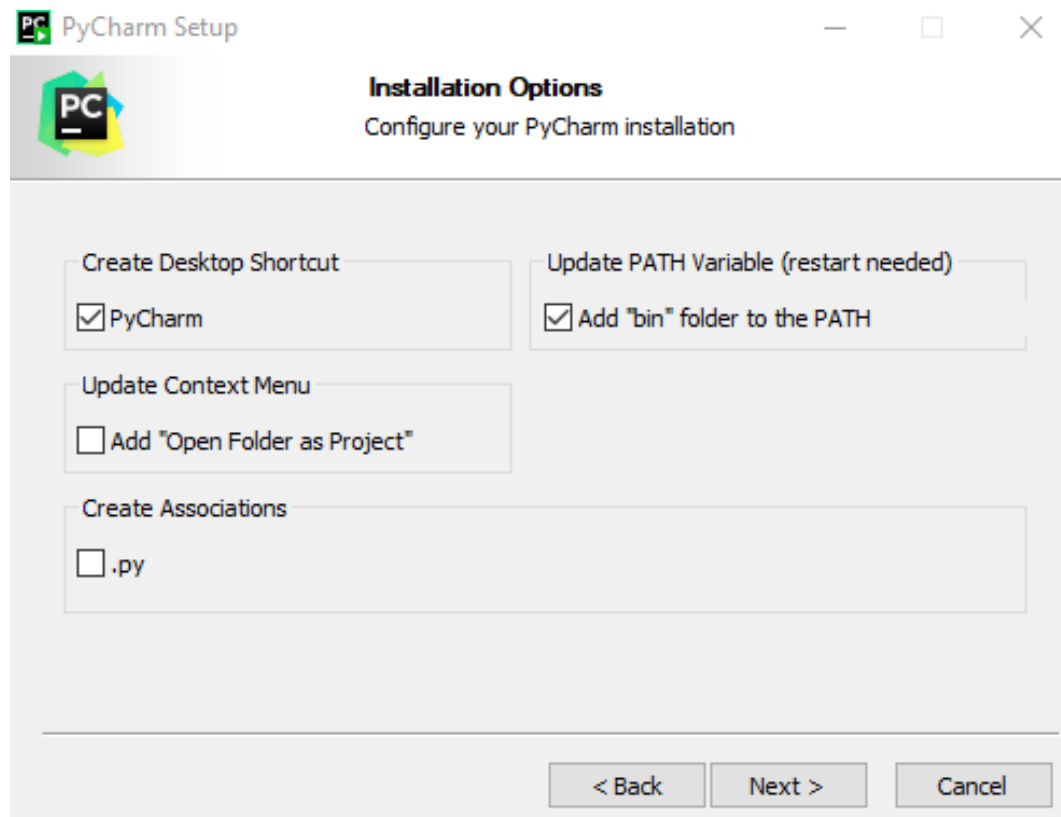 PC PyCharm Setup
PC
Installation Options
Configure your PyCharm installation
Create Desktop Shortcut
PyCharm
Update PATH Variable (restart needed)
Add "bin" folder to the PATH
Update Context Menu
Add "Open Folder as Project"
Create Associations
.py
< Back
Next >
Cancel